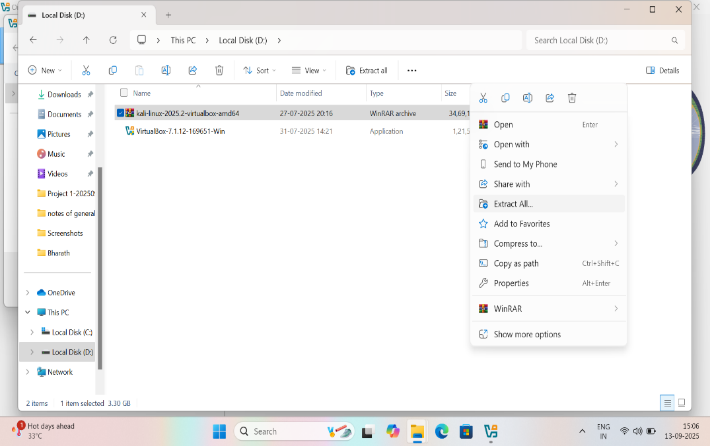 Local Disk (D:)
This PC
Local Disk (D:)
Search Local Disk (D:)
New
Sort
View
Extract all
Details
Name
Date modified
Type
Size
kali-linux-2025.2-virtualbox-amd64
27-07-2025 20:16
WinRAR archive
34,69,1
VirtualBox-7.1.12-169651-Win
31-07-2025 14:21
Application
1,21,5
Downloads
Documents
Pictures
Music
Videos
Project 1-20250
notes of general
Screenshots
Bharath
OneDrive
This PC
Local Disk (C:)
Local Disk (D:)
Network
Open
Enter
Open with
Send to My Phone
Share with
Extract All...
Add to Favorites
Compress to...
Copy as path
Ctrl+Shift+C
Properties
Alt+Enter
WinRAR
Show more options
2 items
1 item selected 3.30 GB
1
Hot days ahead
33°C
Search
ENG
IN
15:06
13-09-2025